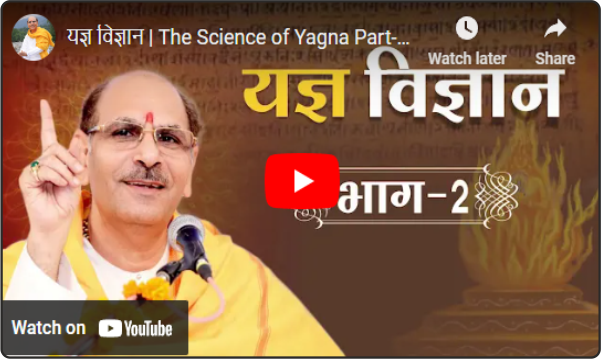 यज्ञ विज्ञान | The Science of Yagna Part-...
Watch later
Share
यज्ञ विज्ञान
भाग-2
Watch on YouTube